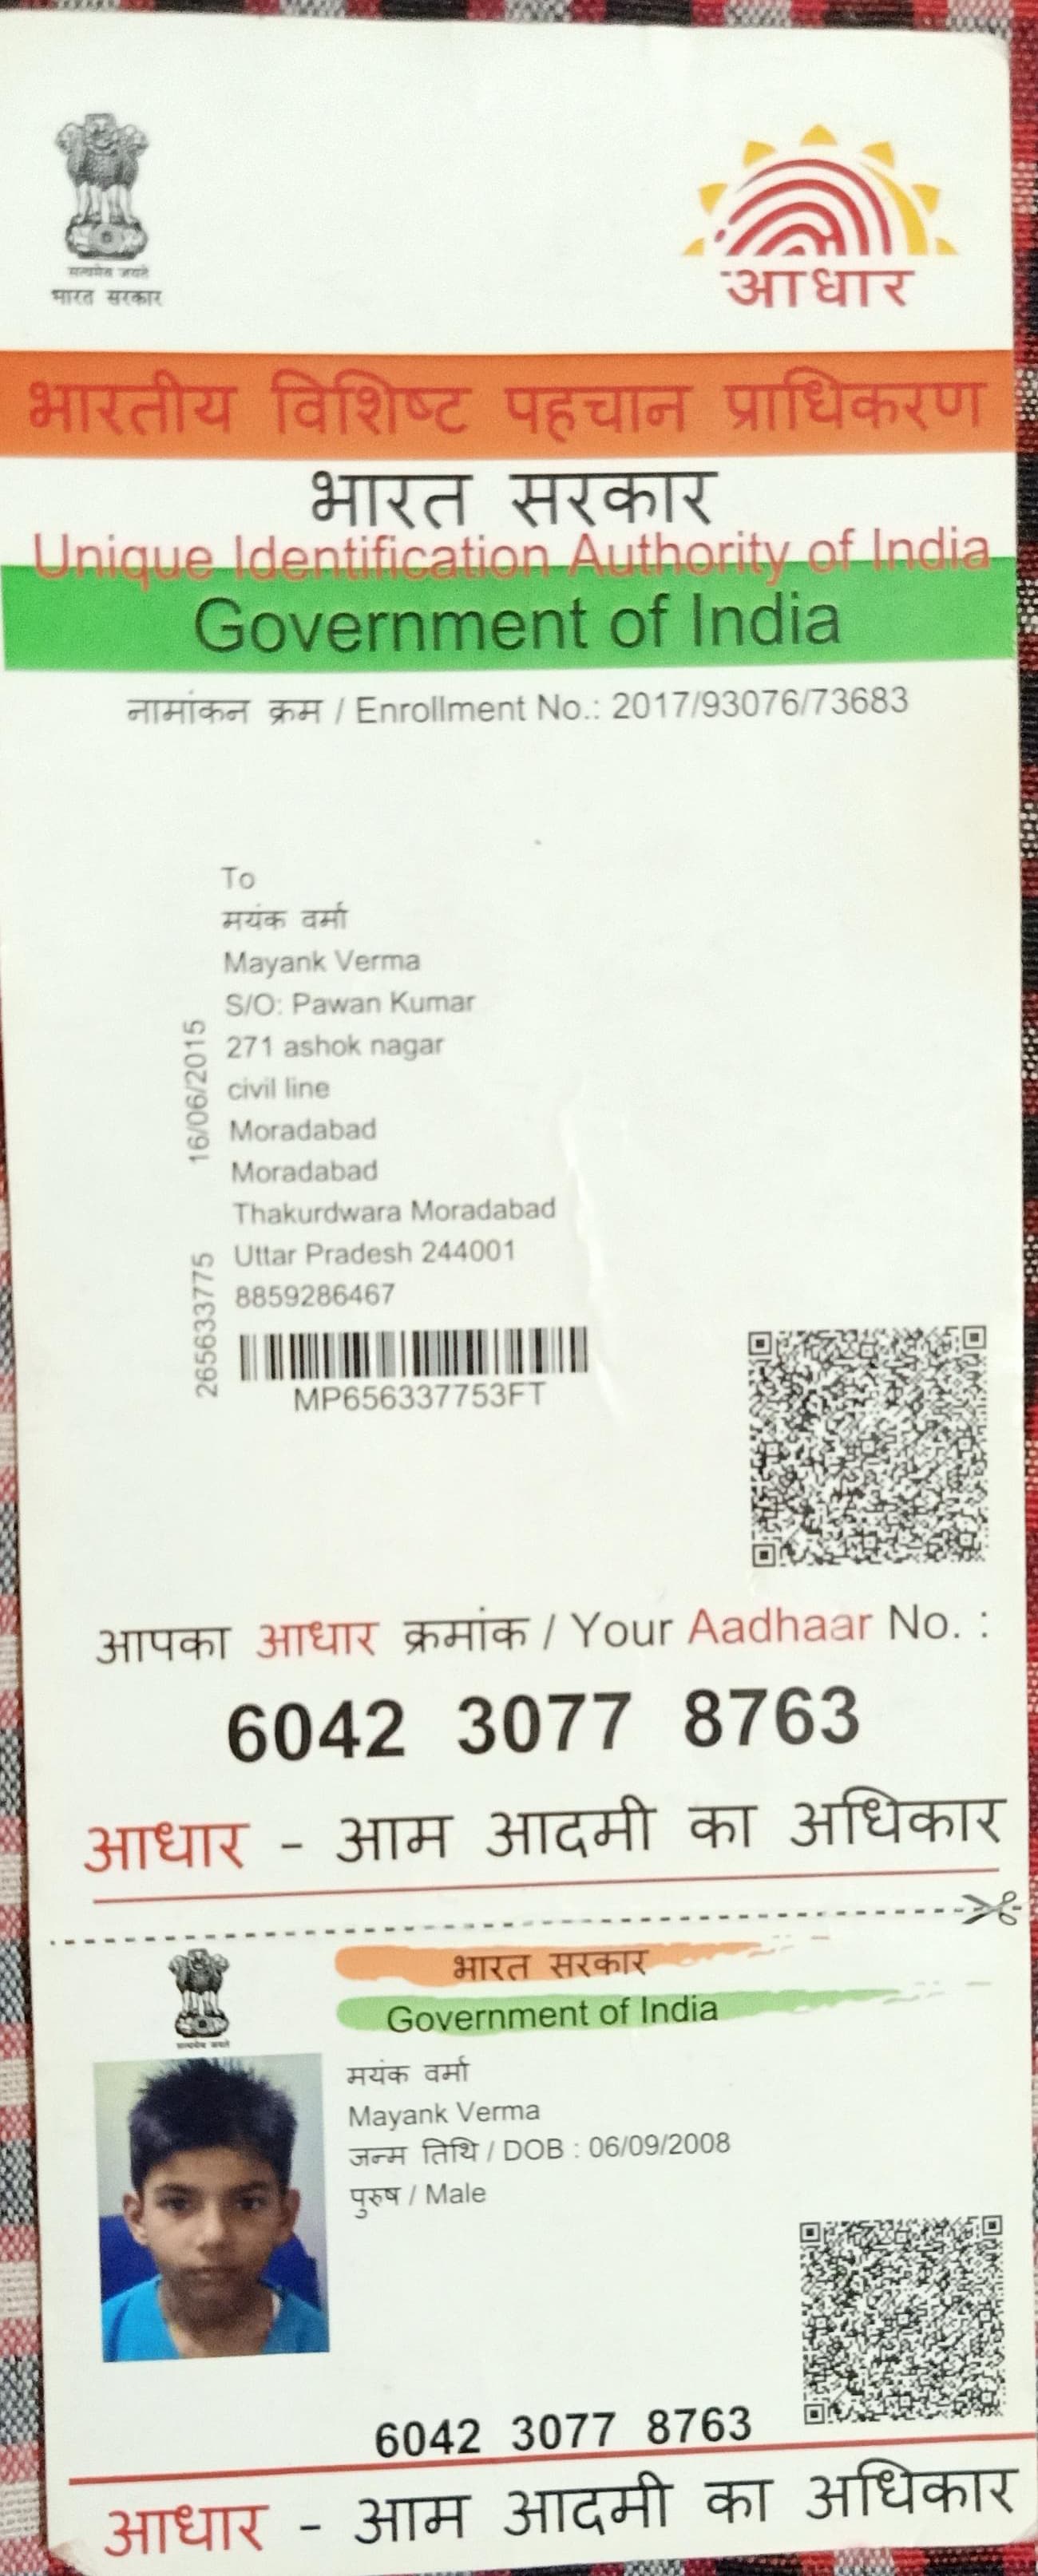 सत्यमेव जयते
भारत सरकार
आधार
भारतीय विशिष्ट पहचान प्राधिकरण
भारत सरकार
Unique Identification Authority of India
Government of India
नामांकन क्रम / Enrollment No.: 2017/93076/73683
To
मयंक वर्मा
Mayank Verma
S/O: Pawan Kumar
271 ashok nagar
civil line
Moradabad
Moradabad
Thakurdwara Moradabad
Uttar Pradesh 244001
8859286467
16/06/2015
265633775
MP656337753FT
आपका आधार क्रमांक / Your Aadhaar No. :
6042 3077 8763
आधार - आम आदमी का अधिकार
भारत सरकार
Government of India
सत्यमेव जयते
मयंक वर्मा
Mayank Verma
जन्म तिथि / DOB : 06/09/2008
पुरुष / Male
6042 3077 8763
आधार - आम आदमी का अधिकार